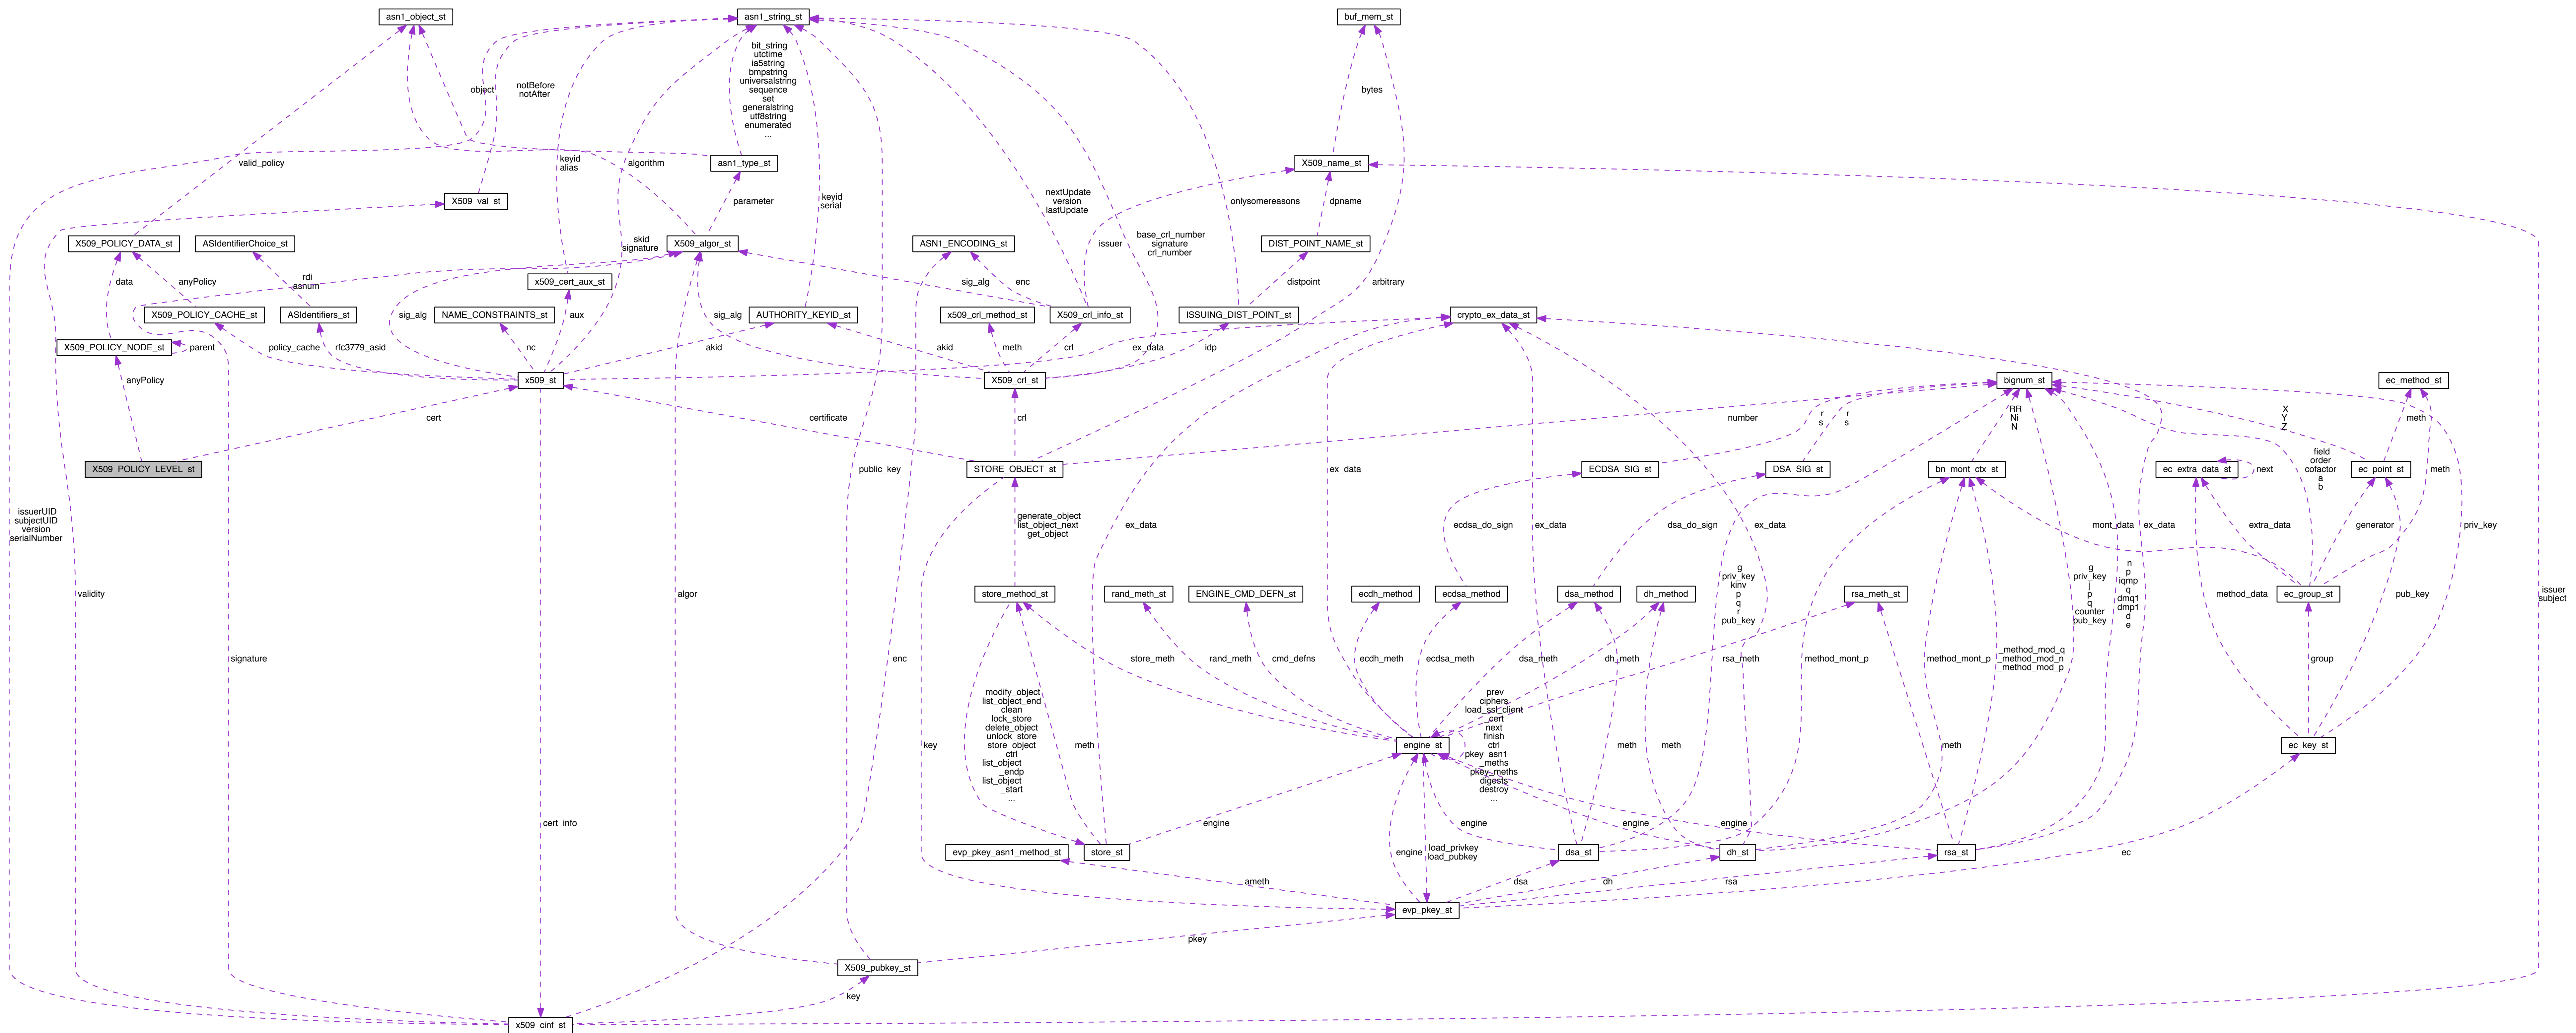 asn1_object_st
asn1_string_st
buf_mem_st
bit_string
utctime
ia5string
bmpstring
universalstring
sequence
set
generalstring
utf8string
enumerated
...
object
notBefore
notAfter
bytes
valid_policy
keyid
alias
algorithm
asn1_type_st
X509_name_st
X509_val_st
parameter
keyid
serial
nextUpdate
version
lastUpdate
onlysomereasons
dpname
X509_POLICY_DATA_st
ASIdentifierChoice_st
skid
signature
X509_algor_st
ASN1_ENCODING_st
issuer
base_crl_number
signature
crl_number
DIST_POINT_NAME_st
data
anyPolicy
rdi
asnum
x509_cert_aux_st
sig_alg
enc
distpoint
arbitrary
X509_POLICY_CACHE_st
ASIdentifiers_st
sig_alg
NAME_CONSTRAINTS_st
aux
sig_alg
AUTHORITY_KEYID_st
x509_crl_method_st
X509_crl_info_st
ISSUING_DIST_POINT_st
crypto_ex_data_st
X509_POLICY_NODE_st
parent
policy_cache
rfc3779_asid
nc
akid
akid
meth
crl
ex_data
idp
anyPolicy
x509_st
X509_crl_st
bignum_st
ec_method_st
cert
certificate
crl
number
r
s
r
s
RR
Ni
N
X
Y
Z
meth
X509_POLICY_LEVEL_st
public_key
STORE_OBJECT_st
ex_data
ECDSA_SIG_st
DSA_SIG_st
bn_mont_ctx_st
field
order
cofactor
a
b
ec_extra_data_st
next
ec_point_st
meth
issuerUID
subjectUID
version
serialNumber
generate_object
list_object_next
get_object
ex_data
ecdsa_do_sign
ex_data
dsa_do_sign
ex_data
ex_data
mont_data
extra_data
generator
priv_key
validity
algor
store_method_st
rand_meth_st
ENGINE_CMD_DEFN_st
ecdh_method
ecdsa_method
dsa_method
dh_method
g
priv_key
kinv
p
q
r
pub_key
rsa_meth_st
g
priv_key
j
p
q
counter
pub_key
n
p
iqmp
q
dmq1
dmp1
d
e
method_data
ec_group_st
pub_key
issuer
subject
signature
enc
store_meth
rand_meth
cmd_defns
ecdh_meth
ecdsa_meth
dsa_meth
dh_meth
rsa_meth
method_mont_p
method_mont_p
_method_mod_q
_method_mod_n
_method_mod_p
group
modify_object
list_object_end
clean
lock_store
delete_object
unlock_store
store_object
ctrl
list_object
_endp
list_object
_start
...
key
meth
engine_st
prev
ciphers
load_ssl_client
_cert
next
finish
ctrl
pkey_asn1
_meths
pkey_meths
digests
destroy
...
meth
meth
meth
ec_key_st
cert_info
engine
engine
engine
engine
evp_pkey_asn1_method_st
store_st
engine
load_privkey
load_pubkey
dsa_st
dh_st
rsa_st
ec
ameth
dsa
dh
rsa
evp_pkey_st
pkey
X509_pubkey_st
key
x509_cinf_st